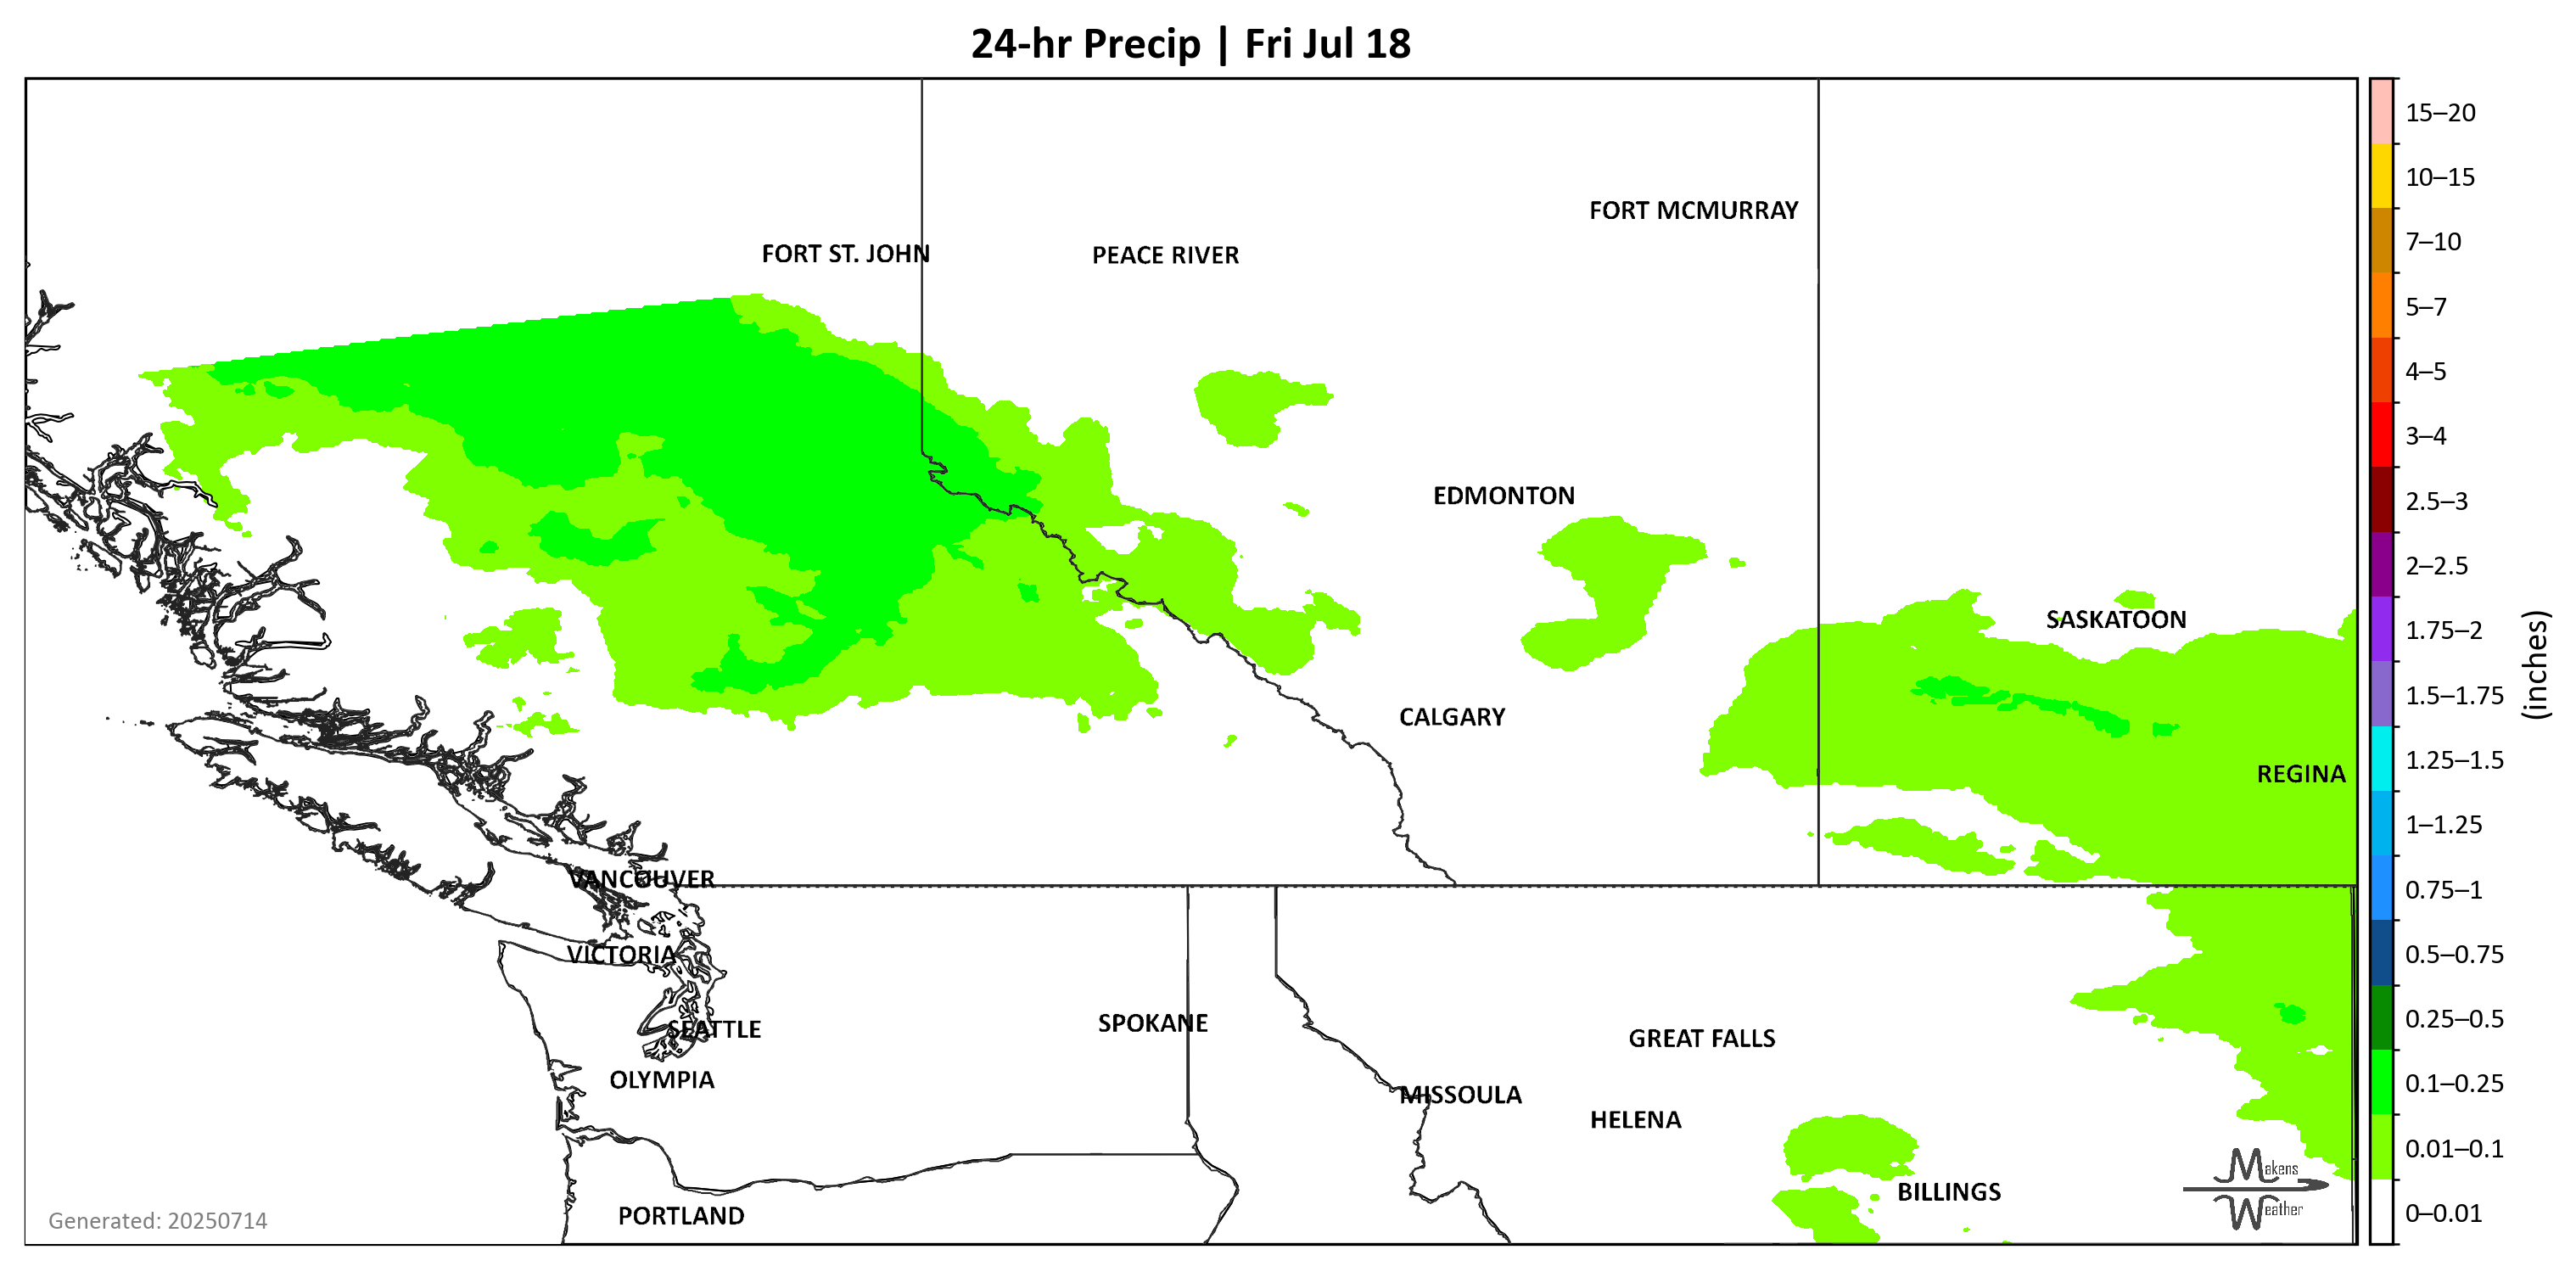 24-hr Precip | Fri Jul 18
FORT MCMURRAY
FORT ST. JOHN
PEACE RIVER
EDMONTON
SASKATOON
CALGARY
REGINA
VANCOUVER
VICTORIA
SPOKANE
SEATTLE
GREAT FALLS
OLYMPIA
MISSOULA
HELENA
BILLINGS
PORTLAND
Makens
Weather
Generated: 20250714
15–20
10–15
7–10
5–7
4–5
3–4
2.5–3
2–2.5
1.75–2
1.5–1.75
1.25–1.5
1–1.25
0.75–1
0.5–0.75
0.25–0.5
0.1–0.25
0.01–0.1
0–0.01
(inches)